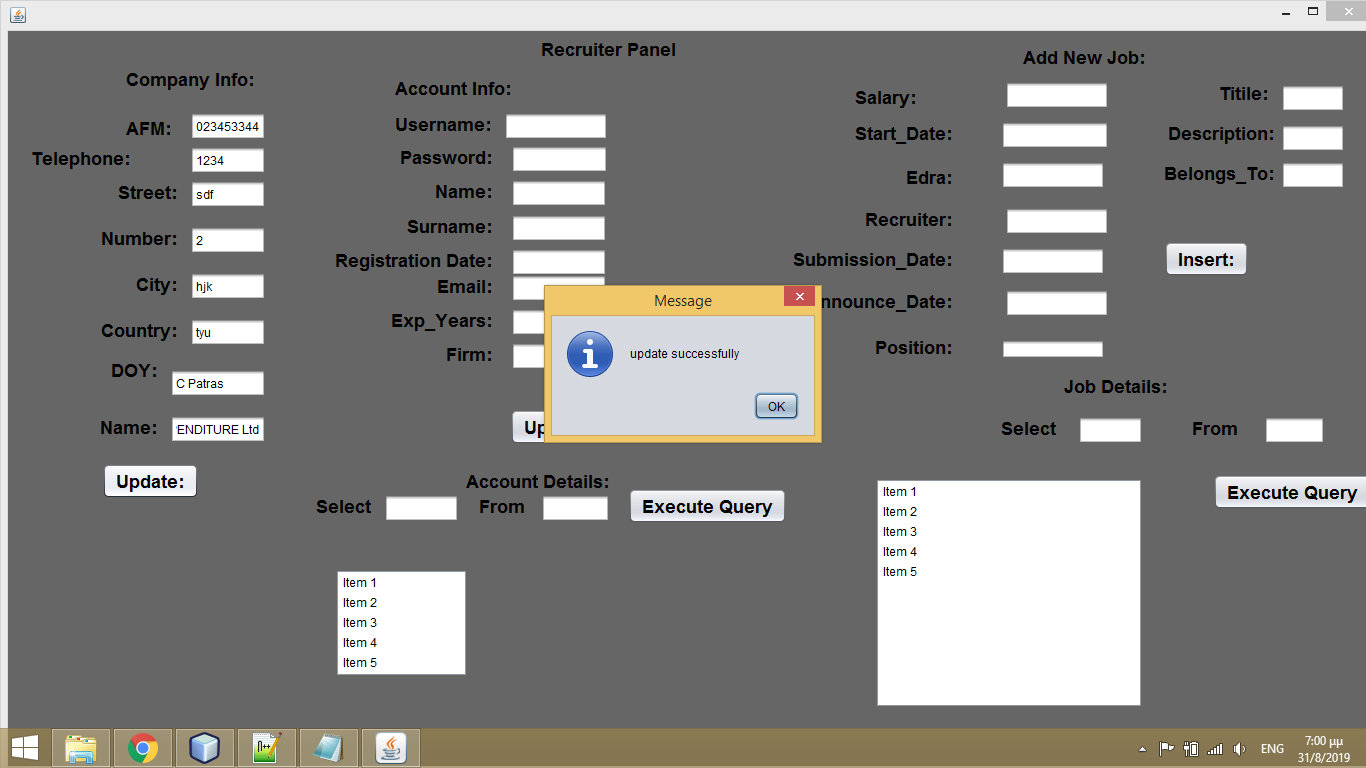 Recruiter Panel
Company Info:
AFM: 023453344
Telephone: 1234
Street: sdf
Number: 2
City: hjk
Country: tyu
DOY: C Patras
Name: ENDITURE Ltd
Update:
Account Info:
Username:
Password:
Name:
Surname:
Registration Date:
Email:
Exp_Years:
Firm:
Up
Message
update successfully
OK
Account Details:
Select From Execute Query
Item 1
Item 2
Item 3
Item 4
Item 5
Add New Job:
Salary:
Start_Date:
Edra:
Recruiter:
Submission_Date:
nnounce_Date:
Position:
Titile:
Description:
Belongs_To:
Insert:
Job Details:
Select From
Execute Query
Item 1
Item 2
Item 3
Item 4
Item 5
ENG
7:00 μμ
31/8/2019